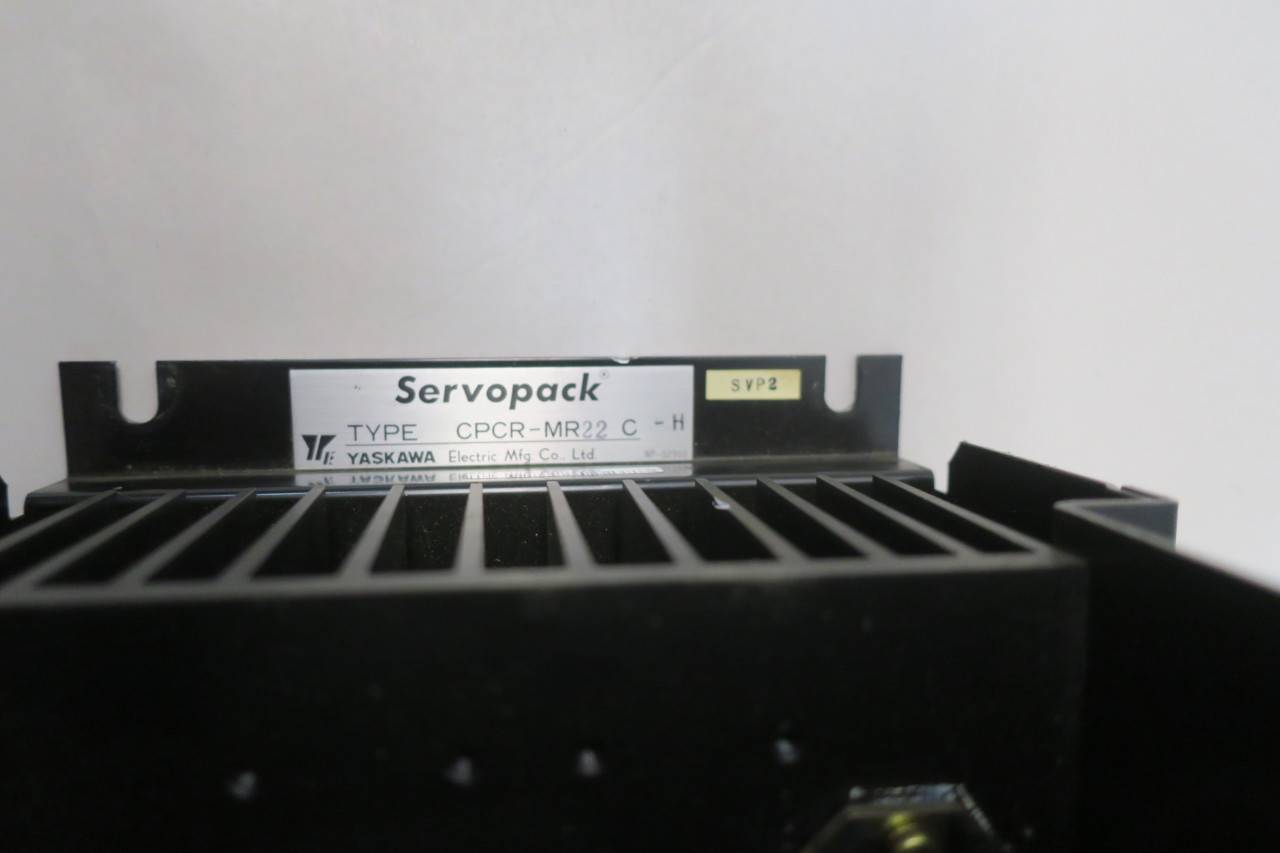 Servopack®
SVP2
TYPE CPCR-MR22 C -H
YASKAWA Electric Mfg. Co., Ltd.